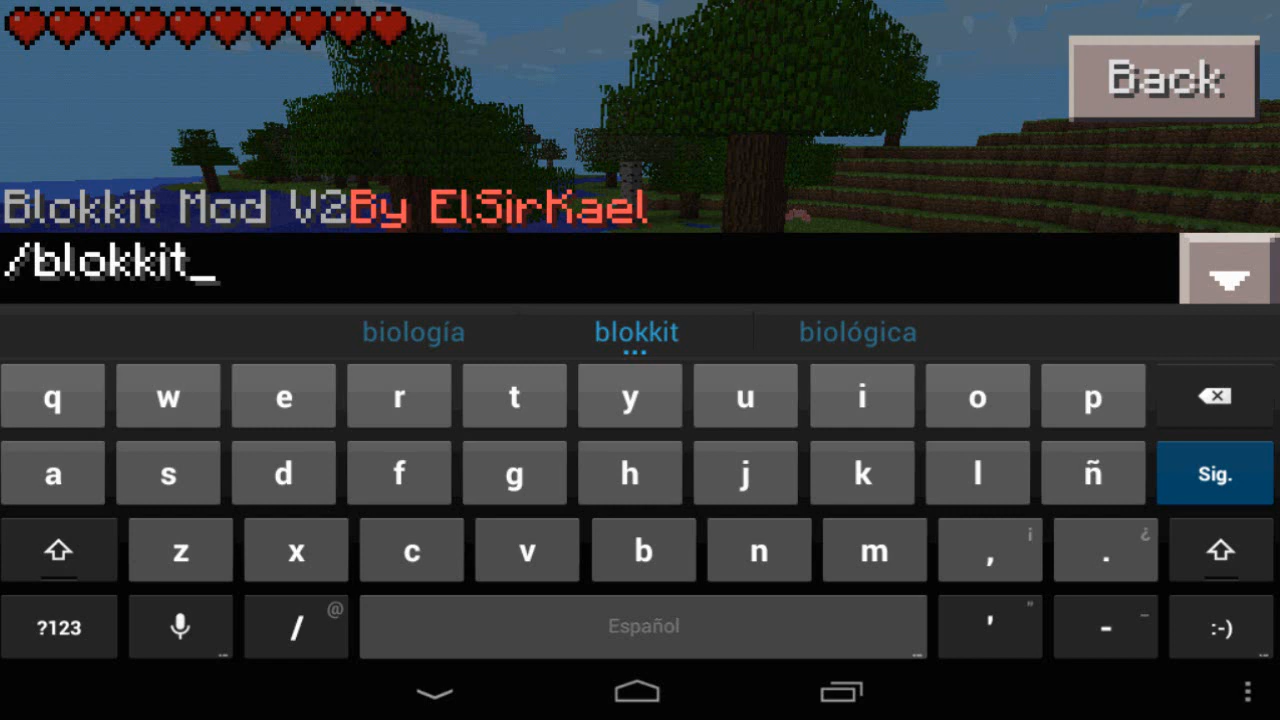 Back
Blokkit Mod V2By ElSirKael
/blokkit_
biología blokkit biológica
q w e r t y u i o p
a s d f g h j k l ñ Sig.
z x c v b n m , ¡ . ¿
?123 / @ Español ' " - _ :-)